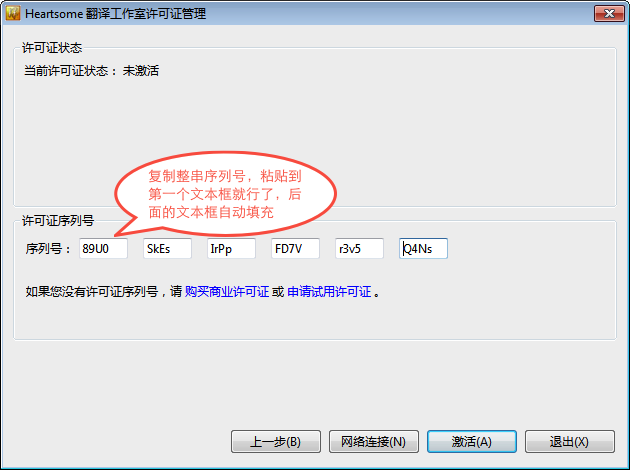 Heartsome 翻译工作室许可证管理
许可证状态
当前许可证状态： 未激活
复制整串序列号，粘贴到
第一个文本框就行了，后
面的文本框自动填充
许可证序列号
序列号： 89U0 SkEs IrPp FD7V r3v5 Q4Ns
如果您没有许可证序列号，请 购买商业许可证 或 申请试用许可证 。
上一步(B) 网络连接(N) 激活(A) 退出(X)